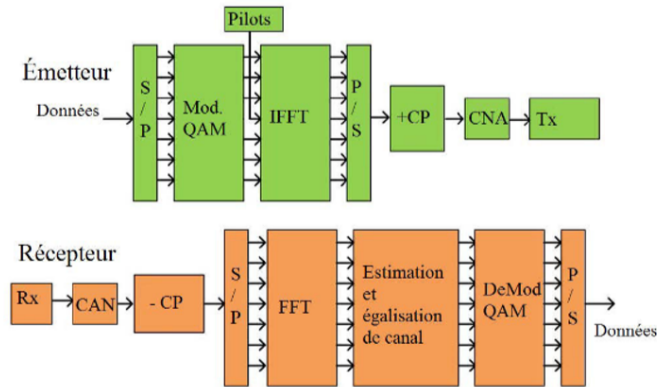 Pilots
Émetteur
Données
S
/
P
Mod.
QAM
IFFT
P
/
S
+CP
CNA
Tx
Récepteur
Rx
CAN
- CP
S
/
P
FFT
Estimation
et
égalisation
de canal
DeMod
QAM
P
/
S
Données